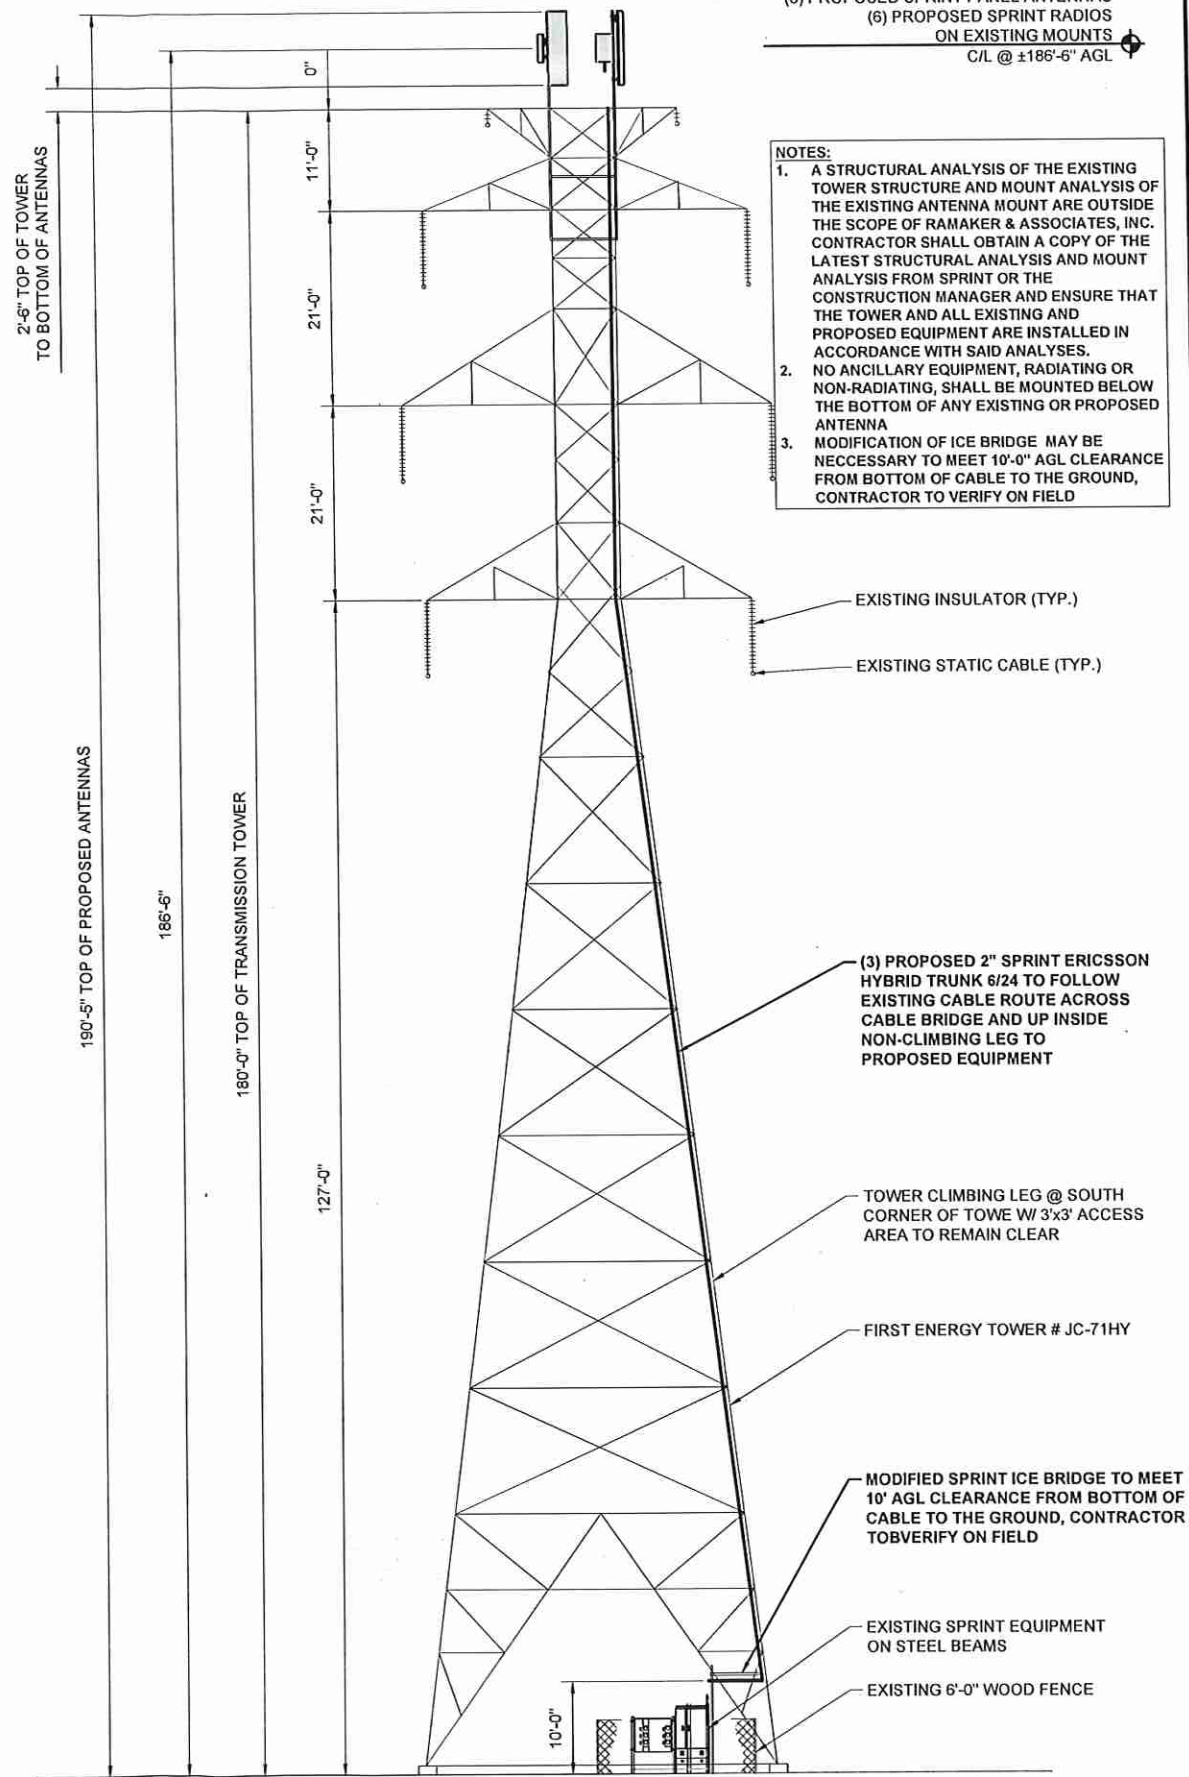 PROPOSED SPRINT PANEL ANTENNAS
(6) PROPOSED SPRINT RADIOS
ON EXISTING MOUNTS
C/L @ ±186'-6" AGL
NOTES:
1. A STRUCTURAL ANALYSIS OF THE EXISTING
TOWER STRUCTURE AND MOUNT ANALYSIS OF
THE EXISTING ANTENNA MOUNT ARE OUTSIDE
THE SCOPE OF RAMAKER & ASSOCIATES, INC.
CONTRACTOR SHALL OBTAIN A COPY OF THE
LATEST STRUCTURAL ANALYSIS AND MOUNT
ANALYSIS FROM SPRINT OR THE
CONSTRUCTION MANAGER AND ENSURE THAT
THE TOWER AND ALL EXISTING AND
PROPOSED EQUIPMENT ARE INSTALLED IN
ACCORDANCE WITH SAID ANALYSES.
2. NO ANCILLARY EQUIPMENT, RADIATING OR
NON-RADIATING, SHALL BE MOUNTED BELOW
THE BOTTOM OF ANY EXISTING OR PROPOSED
ANTENNA
3. MODIFICATION OF ICE BRIDGE MAY BE
NECCESSARY TO MEET 10'-0" AGL CLEARANCE
FROM BOTTOM OF CABLE TO THE GROUND,
CONTRACTOR TO VERIFY ON FIELD
2'-6" TOP OF TOWER
TO BOTTOM OF ANTENNAS
0"
11'-0"
21'-0"
21'-0"
127'-0"
190'-5" TOP OF PROPOSED ANTENNAS
186'-6"
180'-0" TOP OF TRANSMISSION TOWER
EXISTING INSULATOR (TYP.)
EXISTING STATIC CABLE (TYP.)
(3) PROPOSED 2" SPRINT ERICSSON
HYBRID TRUNK 6/24 TO FOLLOW
EXISTING CABLE ROUTE ACROSS
CABLE BRIDGE AND UP INSIDE
NON-CLIMBING LEG TO
PROPOSED EQUIPMENT
TOWER CLIMBING LEG @ SOUTH
CORNER OF TOWE W/ 3'x3' ACCESS
AREA TO REMAIN CLEAR
FIRST ENERGY TOWER # JC-71HY
MODIFIED SPRINT ICE BRIDGE TO MEET
10' AGL CLEARANCE FROM BOTTOM OF
CABLE TO THE GROUND, CONTRACTOR
TOBVERIFY ON FIELD
EXISTING SPRINT EQUIPMENT
ON STEEL BEAMS
EXISTING 6'-0" WOOD FENCE
10'-0"